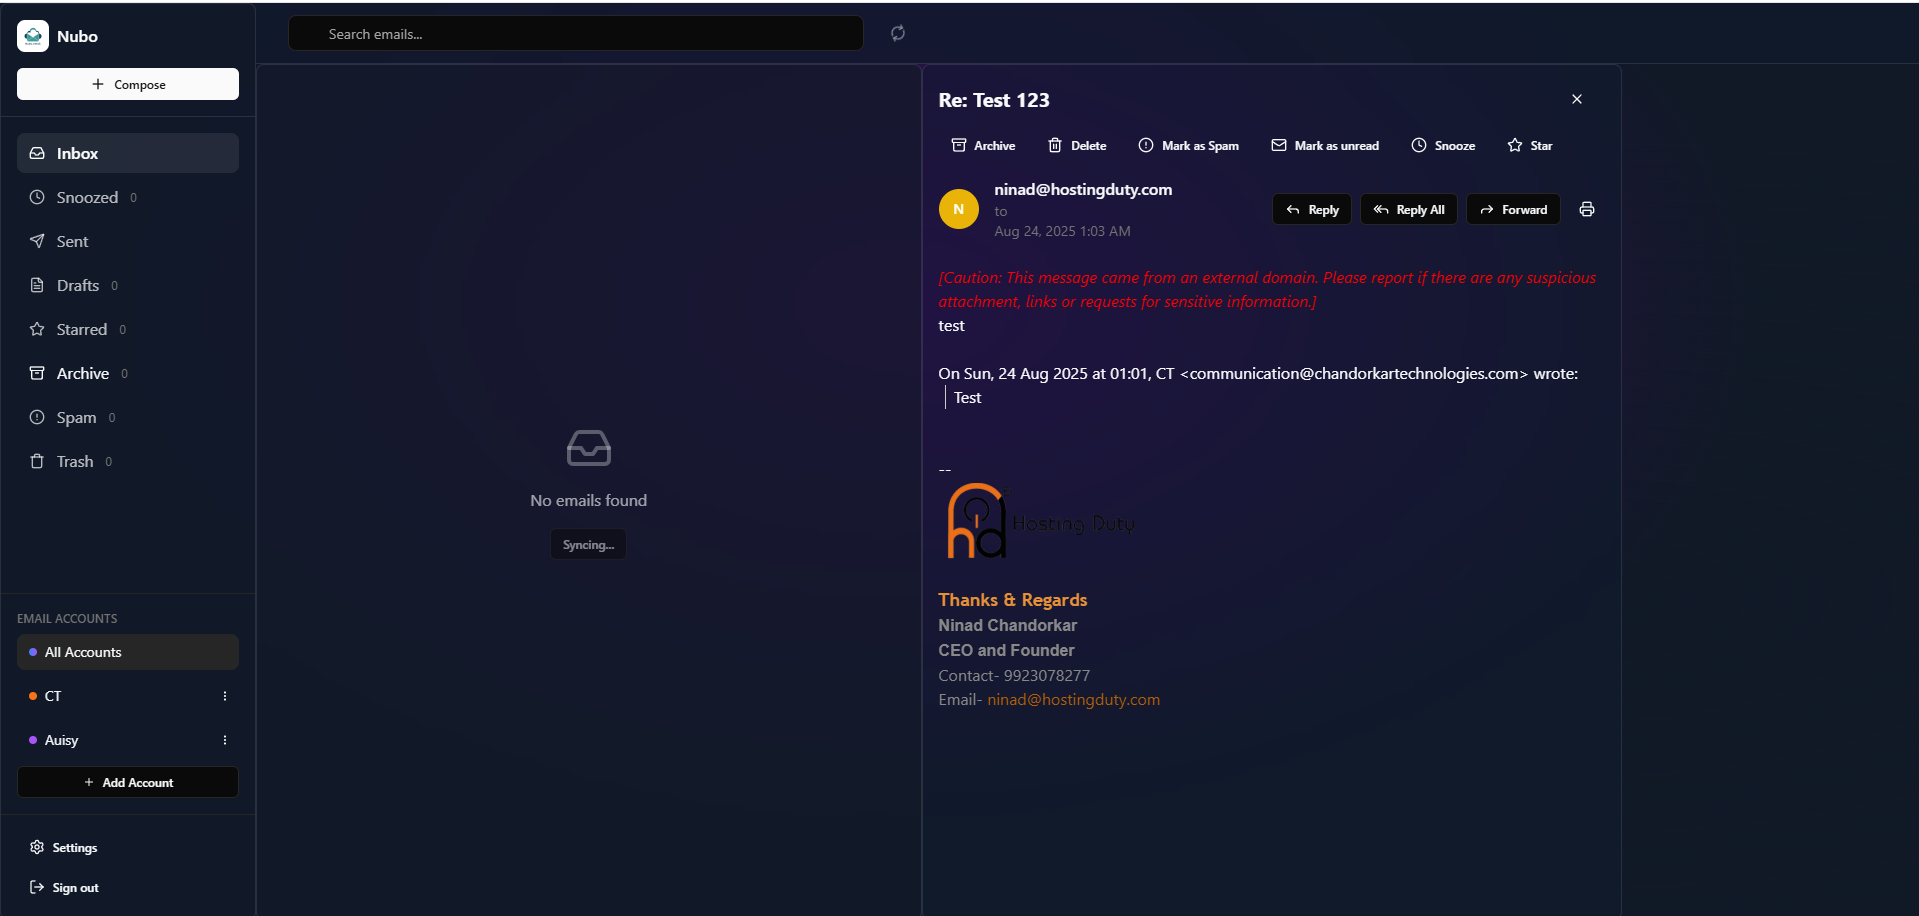 Nubo
Compose
Inbox
Snoozed 0
Sent
Drafts 0
Starred 0
Archive 0
Spam 0
Trash 0
EMAIL ACCOUNTS
All Accounts
CT
Auisy
Add Account
Settings
Sign out
Search emails...
No emails found
Syncing...
Re: Test 123
Archive Delete Mark as Spam Mark as unread Snooze Star
N
ninad@hostingduty.com
to
Aug 24, 2025 1:03 AM
Reply Reply All Forward
[Caution: This message came from an external domain. Please report if there are any suspicious
attachment, links or requests for sensitive information.]
test
On Sun, 24 Aug 2025 at 01:01, CT <communication@chandorkartechnologies.com> wrote:
Test
--
hd Hosting Duty
Thanks & Regards
Ninad Chandorkar
CEO and Founder
Contact- 9923078277
Email- ninad@hostingduty.com